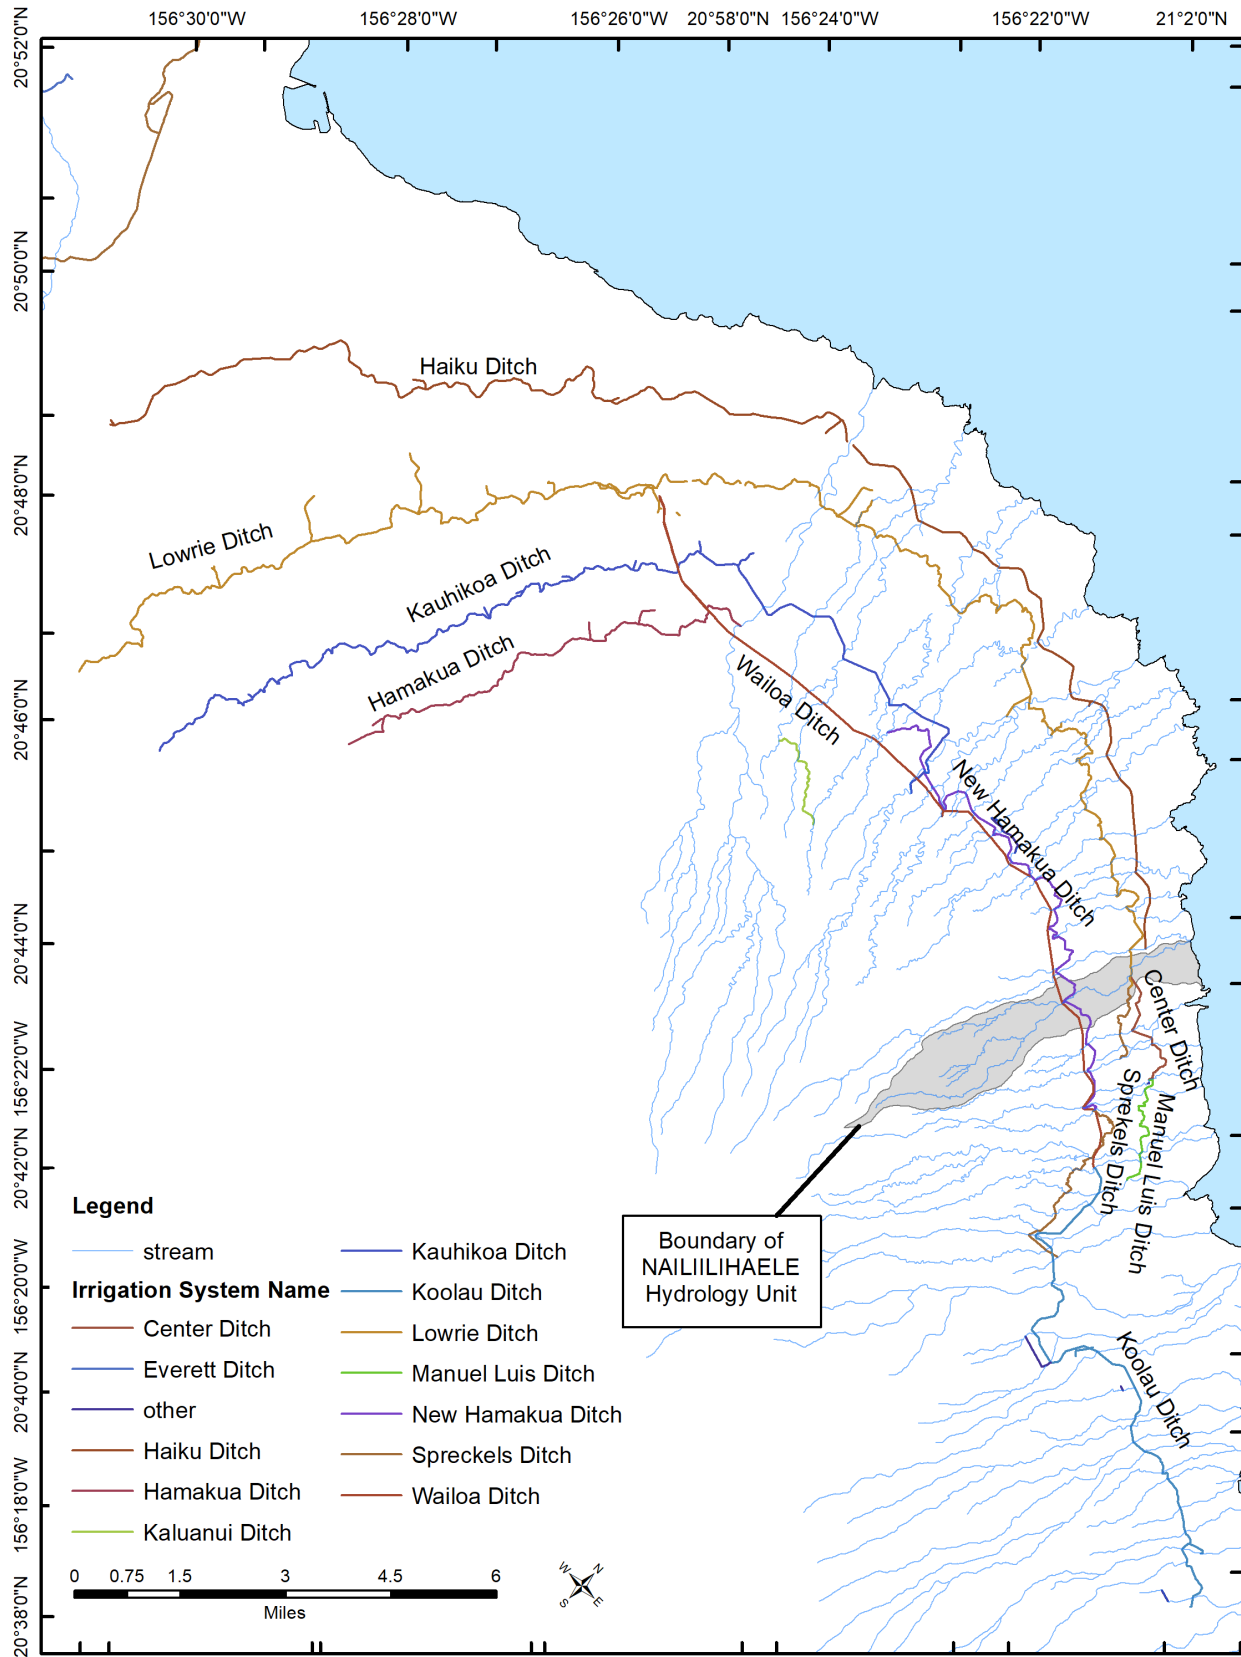 156°30'0"W 156°28'0"W 156°26'0"W 20°58'0"N 156°24'0"W 156°22'0"W 21°2'0"N
20°52'0"N
20°50'0"N
Haiku Ditch
20°48'0"N
Lowrie Ditch
Kauhikoa Ditch
Hamakua Ditch
Wailoa Ditch
20°46'0"N
New Hamakua Ditch
20°44'0"N
Center Ditch
156°22'0"W
Sprekels Ditch
Manuel Luis Ditch
20°42'0"N
Boundary of
NAILIILIHAELE
Hydrology Unit
156°20'0"W
Koolau Ditch
20°40'0"N
156°18'0"W
20°38'0"N
Legend
stream
Irrigation System Name
Center Ditch
Everett Ditch
other
Haiku Ditch
Hamakua Ditch
Kaluanui Ditch
Kauhikoa Ditch
Koolau Ditch
Lowrie Ditch
Manuel Luis Ditch
New Hamakua Ditch
Spreckels Ditch
Wailoa Ditch
0 0.75 1.5 3 4.5 6
Miles
W N
S E